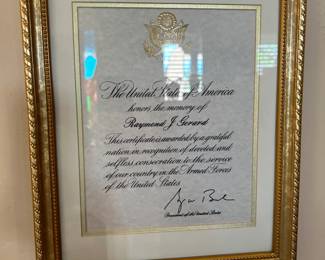 The United States of America
honors the memory of
Raymond J. Gerard
This certificate is awarded by a grateful
nation in recognition of devoted and
selfless consecration to the service
of our country in the Armed Forces
of the United States.
President of the United States